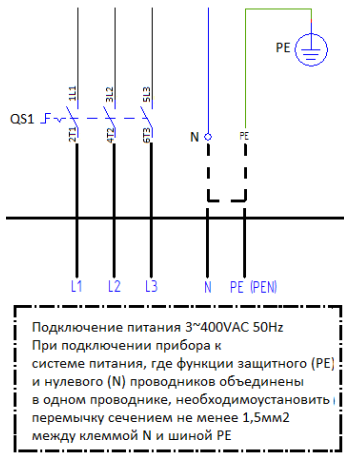 PE
1L1 3L2 5L3
QS1
2T1 4T2 6T3
N PE
L1 L2 L3 N PE (PEN)
Подключение питания 3~400VAC 50Hz
При подключении прибора к
системе питания, где функции защитного (PE)
и нулевого (N) проводников объединены
в одном проводнике, необходимоустановить
перемычку сечением не менее 1,5мм2
между клеммой N и шиной PE